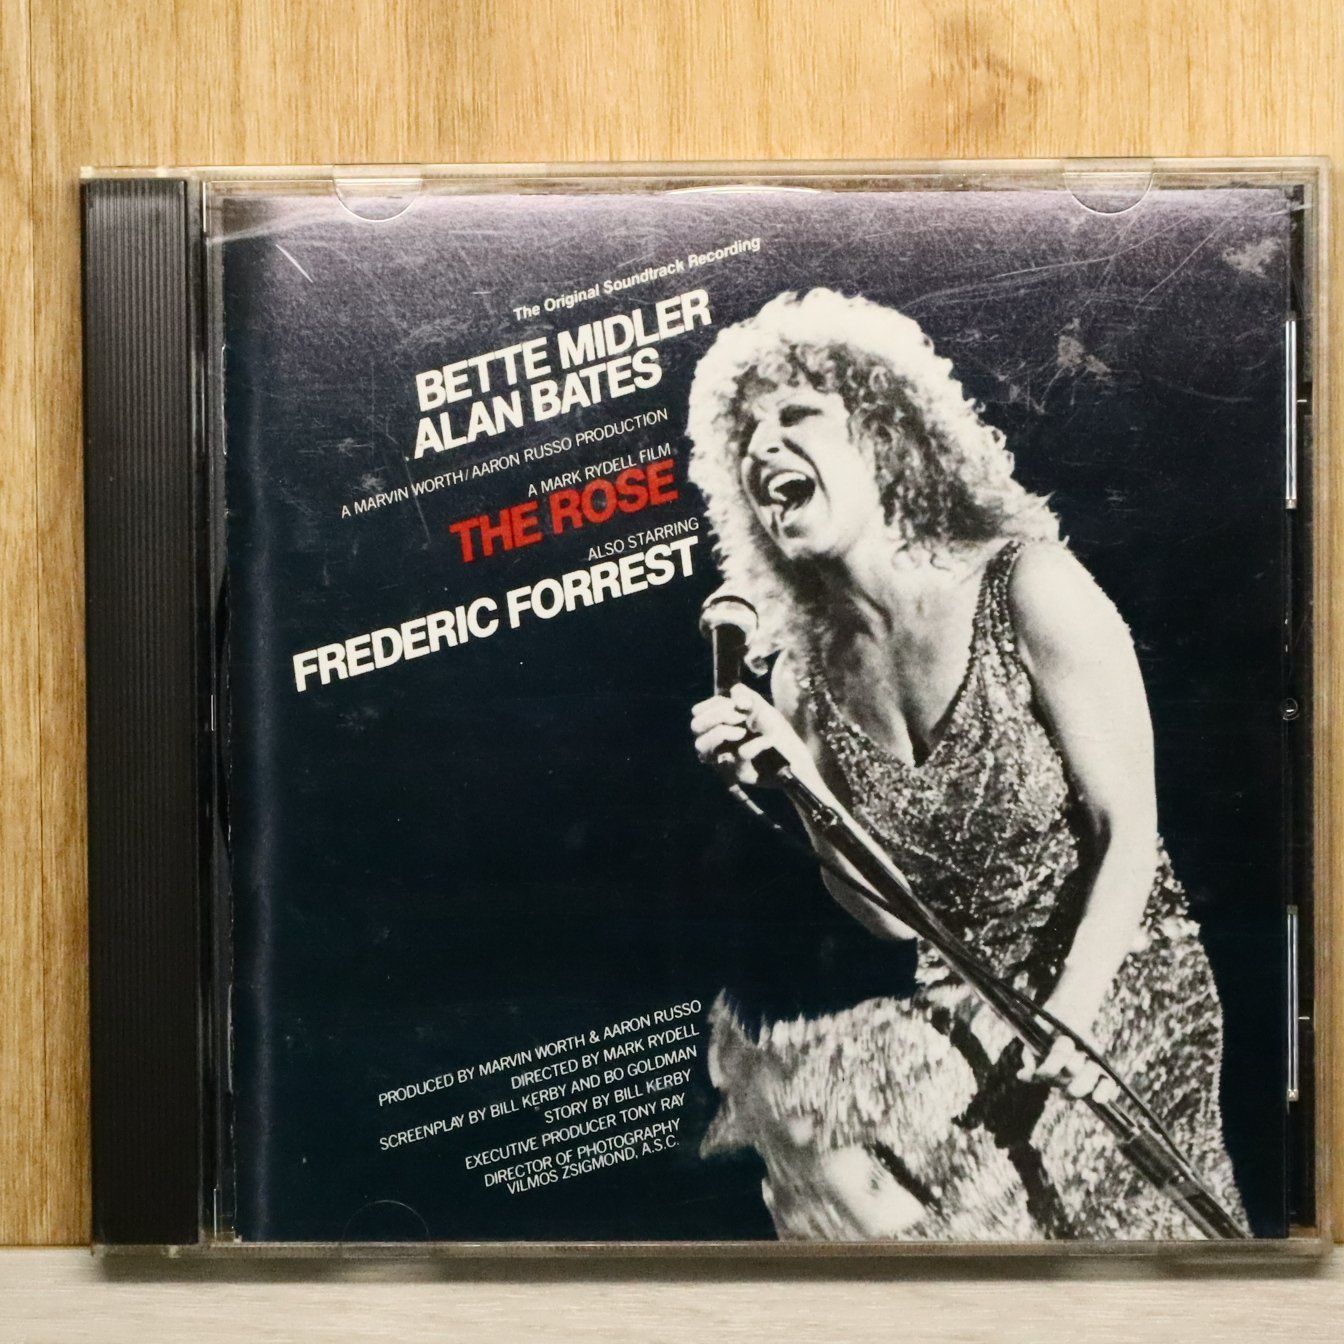 The Original Soundtrack Recording
BETTE MIDLER
ALAN BATES
A MARVIN WORTH/AARON RUSSO PRODUCTION
A MARK RYDELL FILM
THE ROSE
ALSO STARRING
FREDERIC FORREST
PRODUCED BY MARVIN WORTH & AARON RUSSO
DIRECTED BY MARK RYDELL
SCREENPLAY BY BILL KERBY AND BO GOLDMAN
STORY BY BILL KERBY
EXECUTIVE PRODUCER TONY RAY
DIRECTOR OF PHOTOGRAPHY
VILMOS ZSIGMOND, A.S.C.